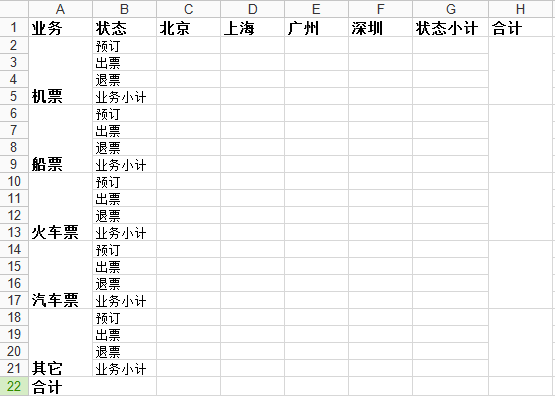 A B C D E F G H
1 业务 状态 北京 上海 广州 深圳 状态小计 合计
2 预订
3 出票
4 退票
5 机票 业务小计
6 预订
7 出票
8 退票
9 船票 业务小计
10 预订
11 出票
12 退票
13 火车票 业务小计
14 预订
15 出票
16 退票
17 汽车票 业务小计
18 预订
19 出票
20 退票
21 其它 业务小计
22 合计